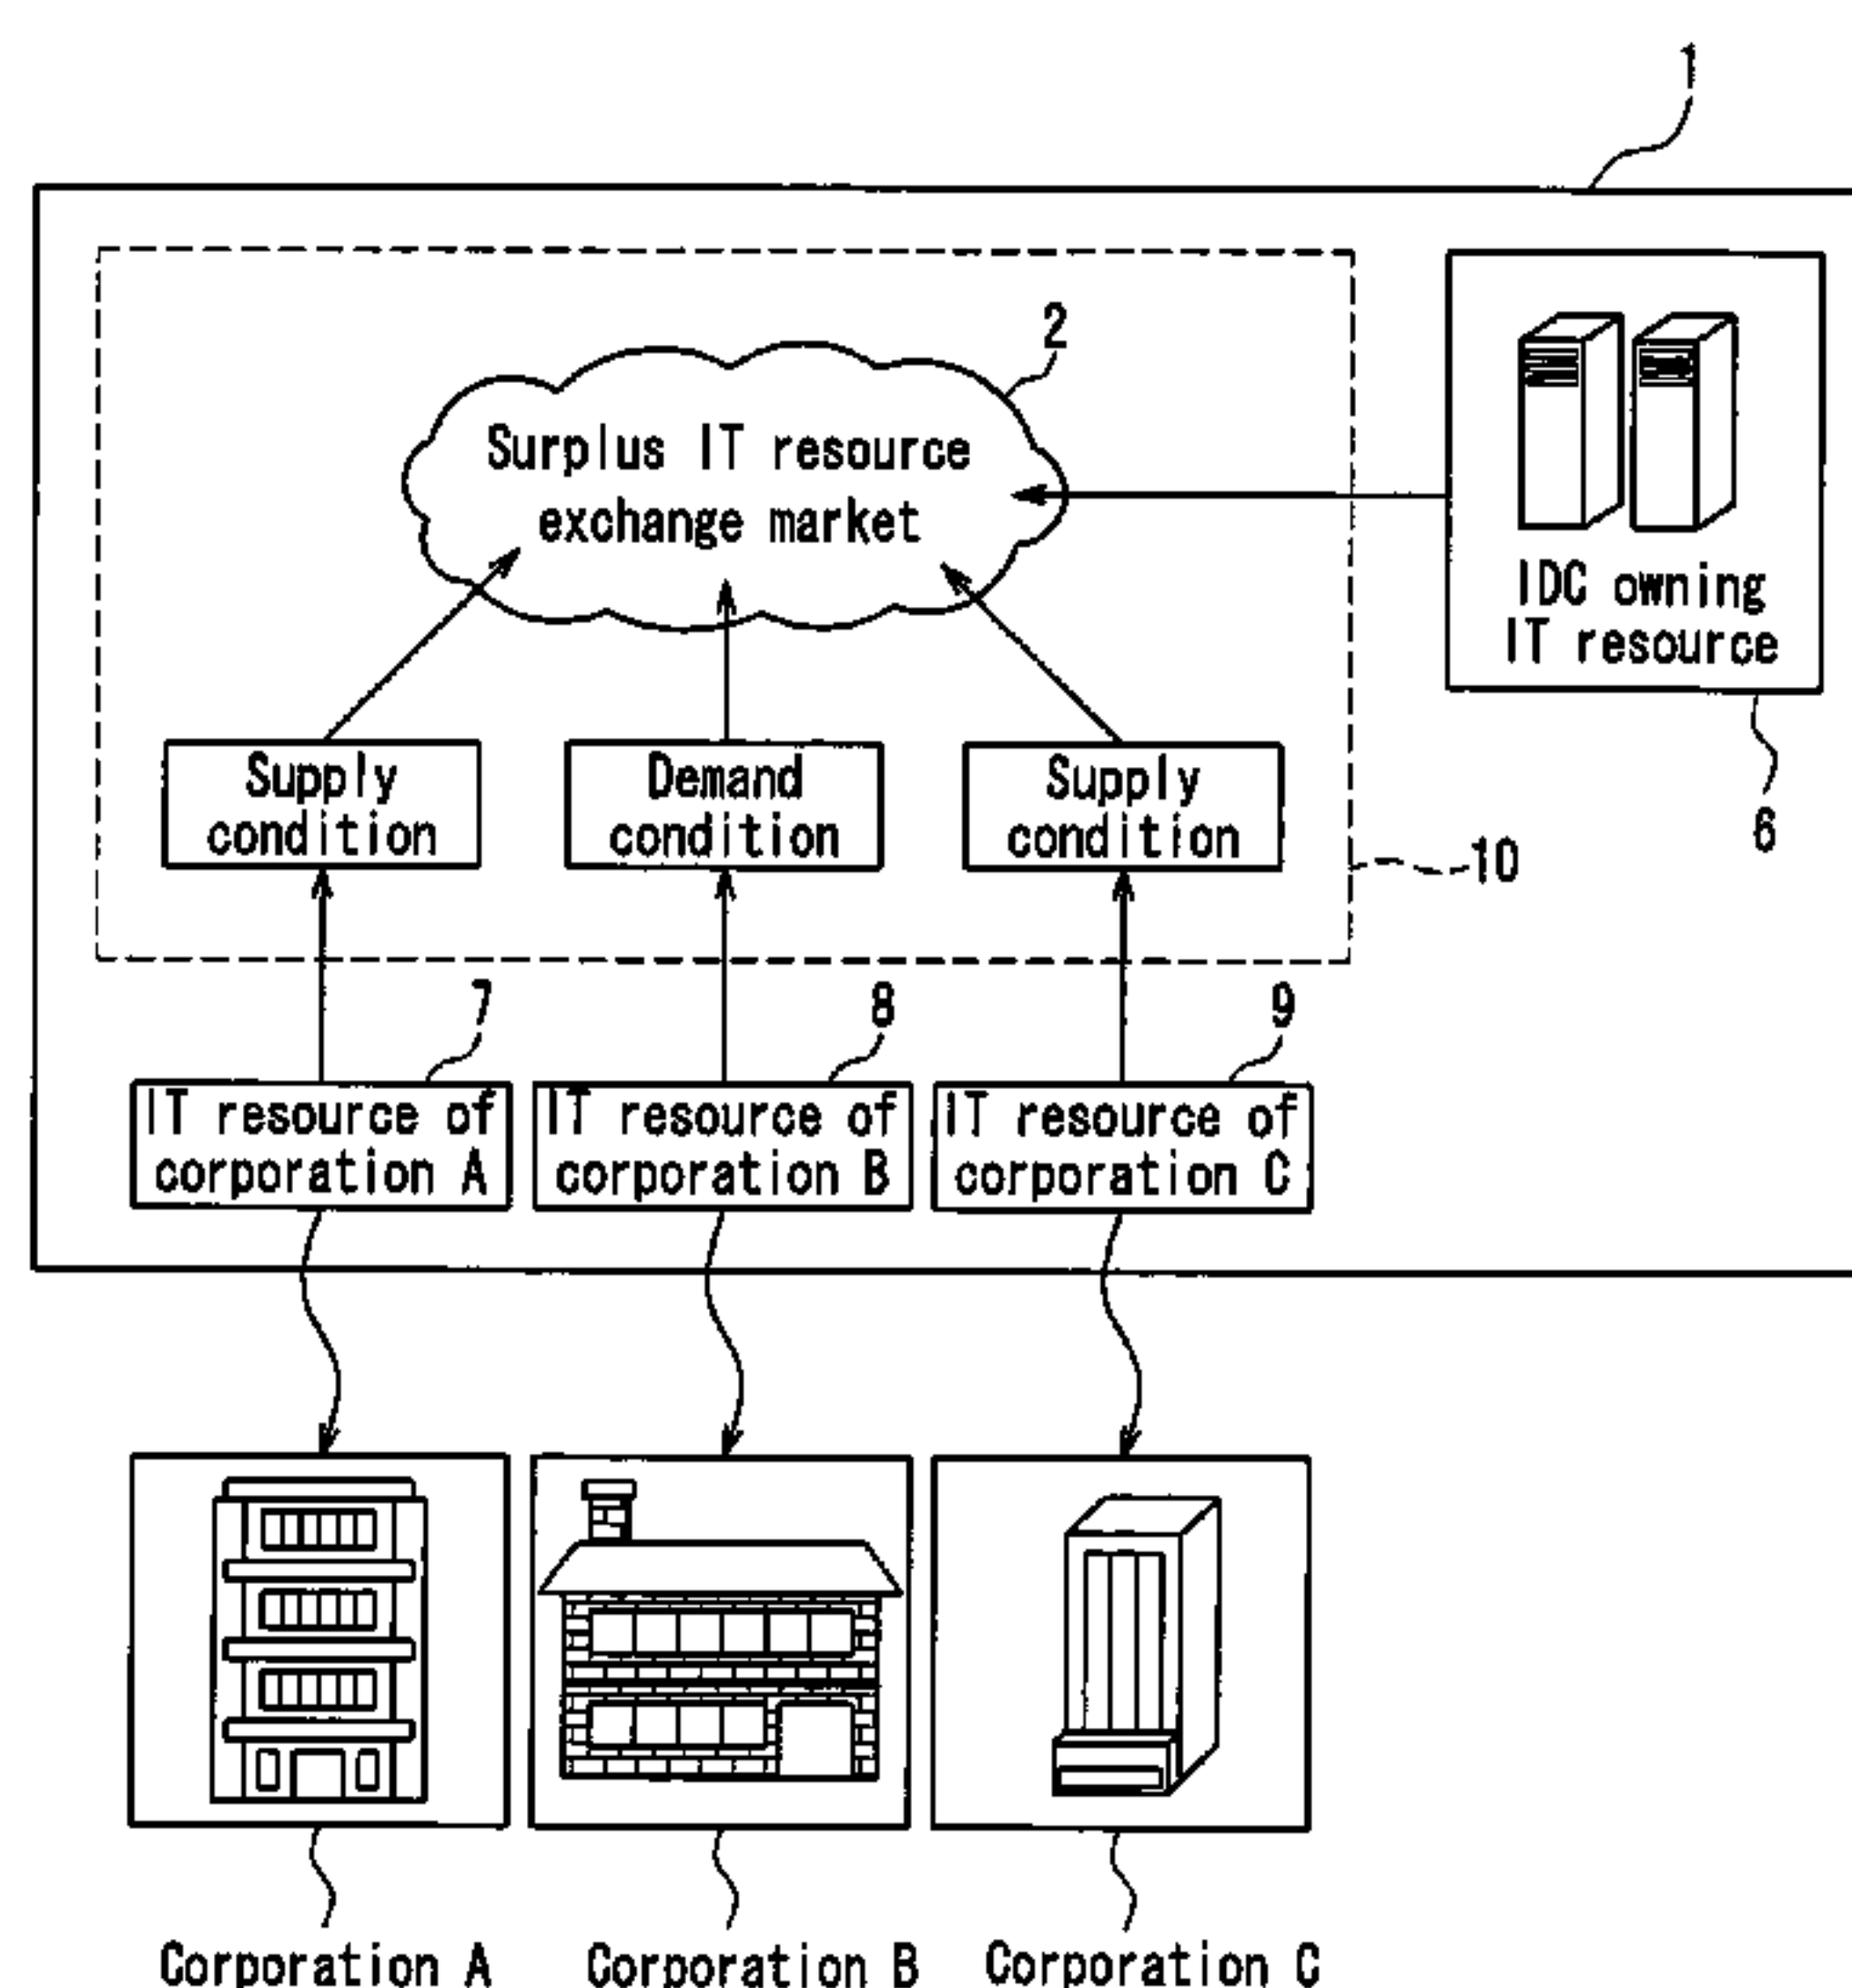 1
2
Surplus IT resource
exchange market
IDC owning
IT resource
6
Supply
condition
Demand
condition
Supply
condition
10
7
8
9
IT resource of
corporation A
IT resource of
corporation B
IT resource of
corporation C
Corporation A
Corporation B
Corporation C